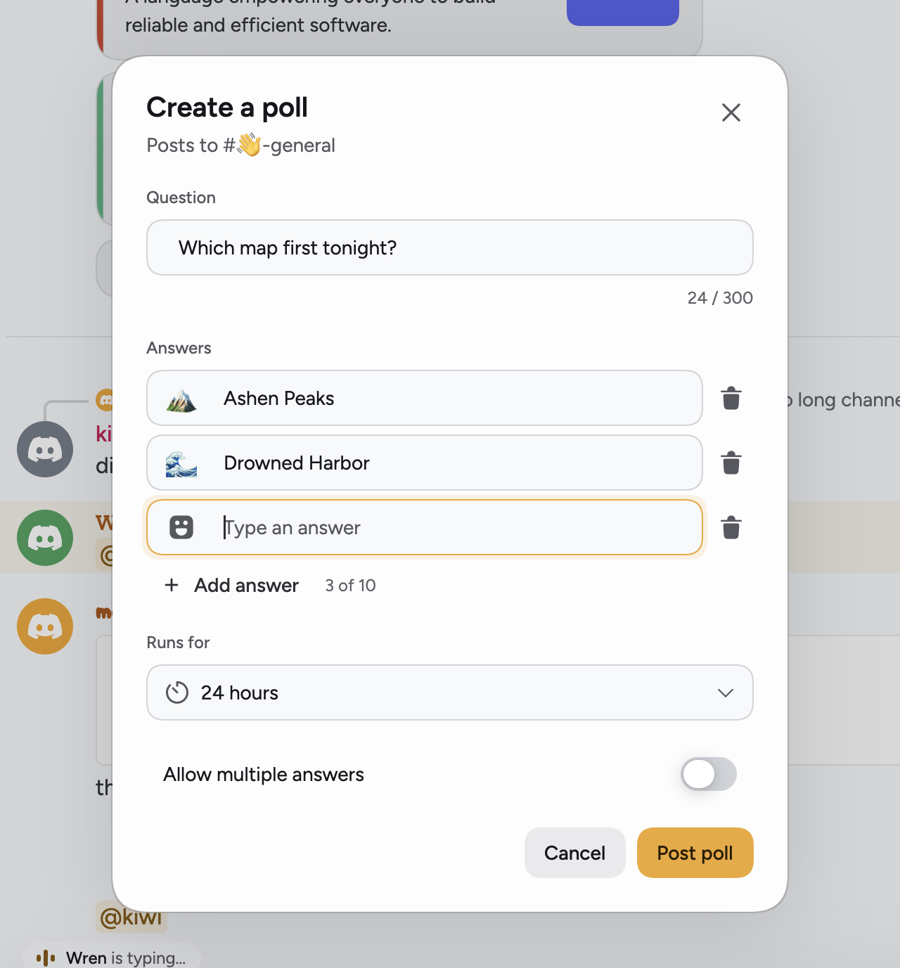 reliable and efficient software.
Create a poll
Posts to #👋-general
Question
Which map first tonight?
24 / 300
Answers
Ashen Peaks
long channe
Drowned Harbor
Type an answer
+ Add answer 3 of 10
Runs for
24 hours
Allow multiple answers
Cancel
Post poll
@kiwi
Wren is typing...